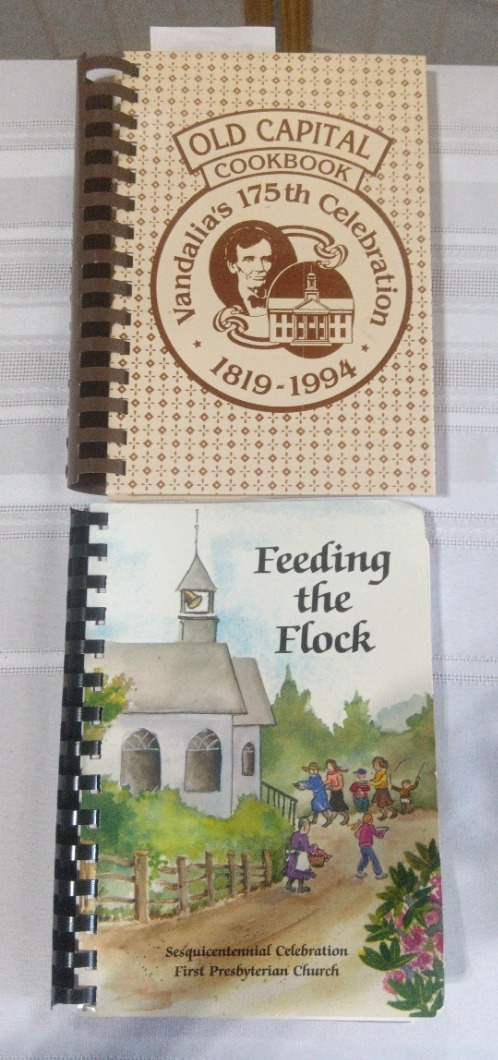 OLD CAPITAL
COOKBOOK
Vandalia's 175th Celebration
1819-1994
Feeding
the
Flock
Sesquicentennial Celebration
First Presbyterian Church